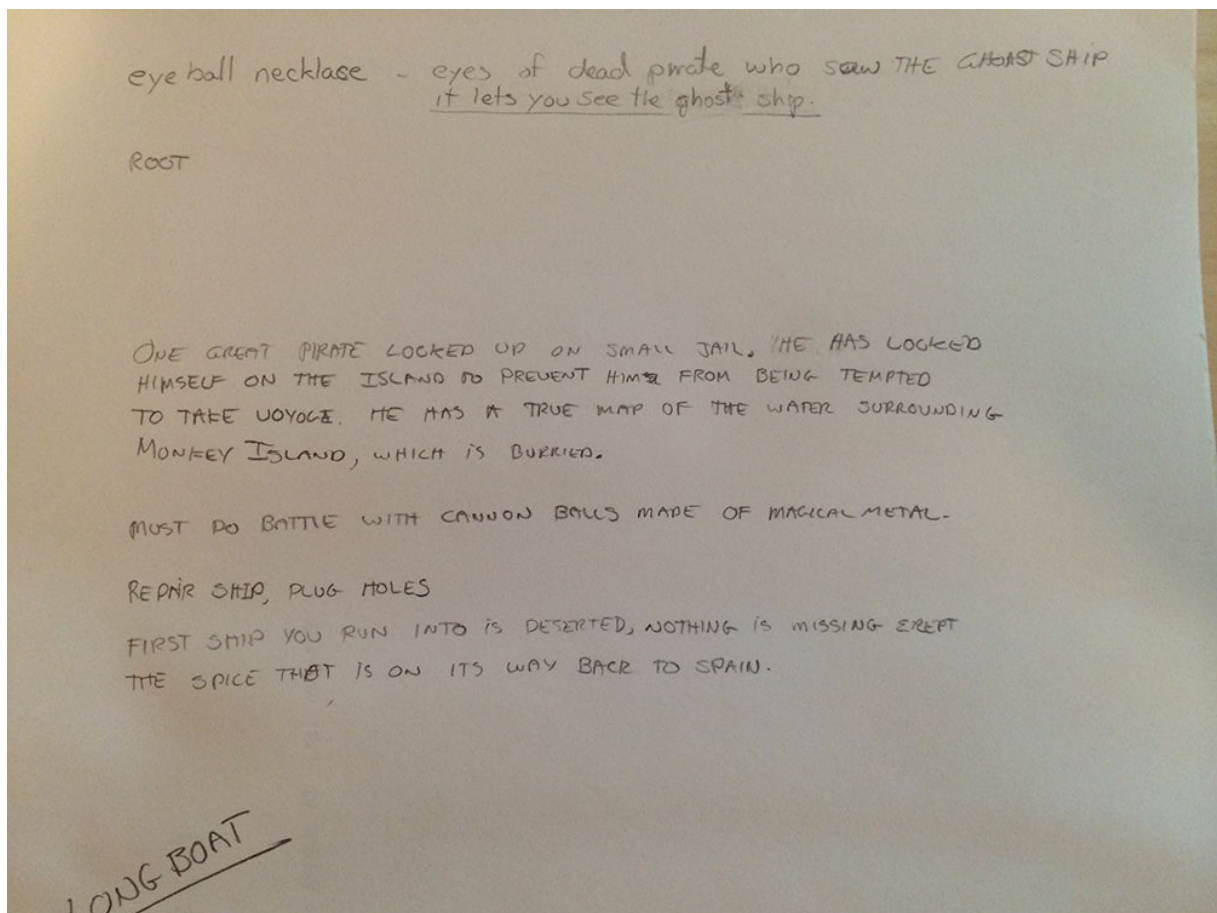 eyeball necklase - eyes of dead pirate who saw THE GHOAST SHIP
it lets you see the ghost ship.
ROOT
ONE GREAT PIRATE LOCKED UP ON SMALL JAIL. HE HAS LOCKED
HIMSELF ON THE ISLAND TO PREVENT HIM FROM BEING TEMPTED
TO TAKE VOYOGE. HE HAS A TRUE MAP OF THE WATER SURROUNDING
MONKEY ISLAND, WHICH IS BURRIED.
MUST DO BATTLE WITH CANNON BALLS MADE OF MAGICAL METAL.
REPAIR SHIP, PLUG HOLES
FIRST SHIP YOU RUN INTO IS DESERTED, NOTHING IS MISSING EXEPT
THE SPICE THAT IS ON ITS WAY BACK TO SPAIN.
LONG BOAT